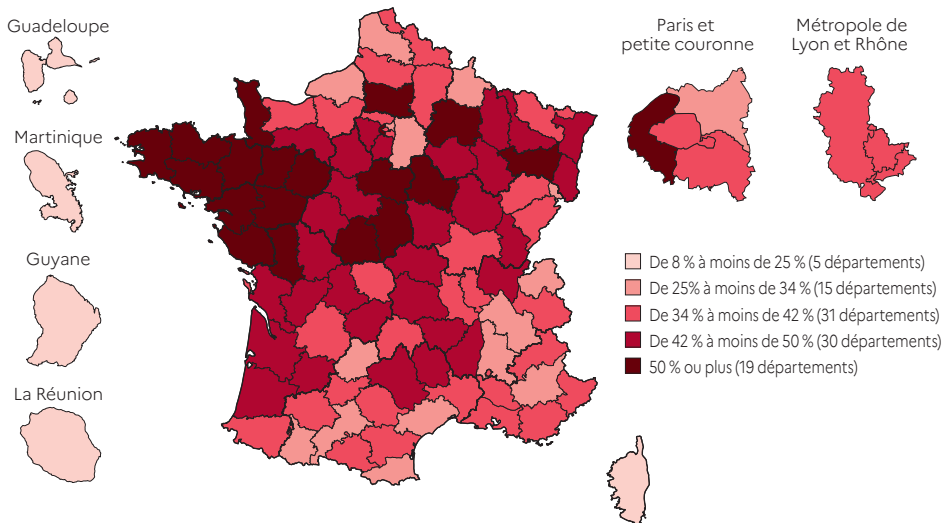 Guadeloupe
Martinique
Guyane
La Réunion
Paris et
petite couronne
Métropole de
Lyon et Rhône
De 8 % à moins de 25 % (5 départements)
De 25% à moins de 34 % (15 départements)
De 34 % à moins de 42 % (31 départements)
De 42 % à moins de 50 % (30 départements)
50 % ou plus (19 départements)